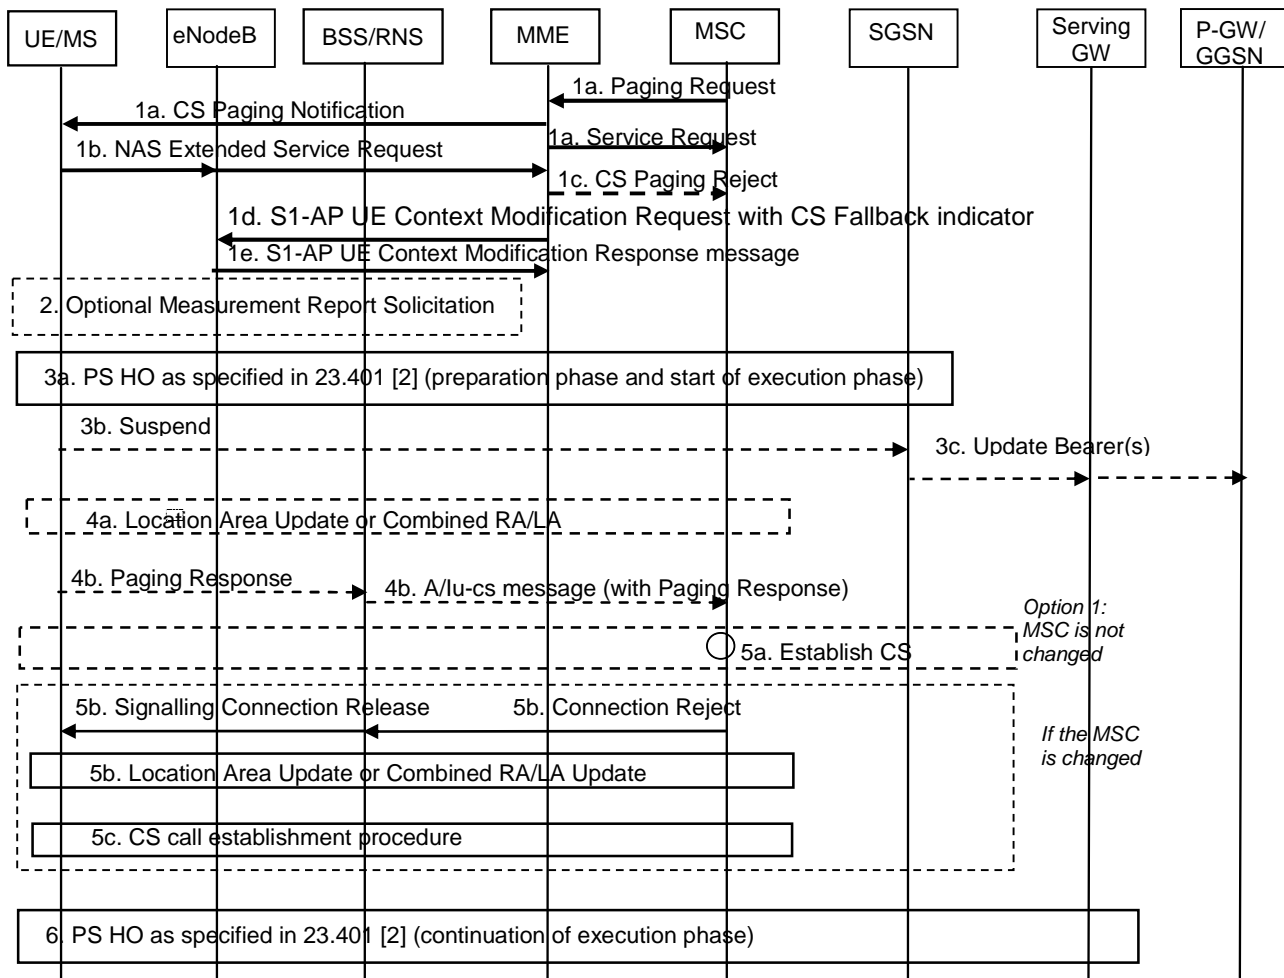 UE/MS
eNodeB
BSS/RNS
MME
MSC
SGSN
Serving
GW
P-GW/
GGSN
1a. Paging Request
1a. CS Paging Notification
1a. Service Request
1b. NAS Extended Service Request
1c. CS Paging Reject
1d. S1-AP UE Context Modification Request with CS Fallback indicator
1e. S1-AP UE Context Modification Response message
2. Optional Measurement Report Solicitation
3a. PS HO as specified in 23.401 [2] (preparation phase and start of execution phase)
3b. Suspend
3c. Update Bearer(s)
4a. Location Area Update or Combined RA/LA
4b. Paging Response
4b. A/Iu-cs message (with Paging Response)
Option 1:
MSC is not
changed
5a. Establish CS
5b. Signalling Connection Release
5b. Connection Reject
If the MSC
is changed
5b. Location Area Update or Combined RA/LA Update
5c. CS call establishment procedure
6. PS HO as specified in 23.401 [2] (continuation of execution phase)